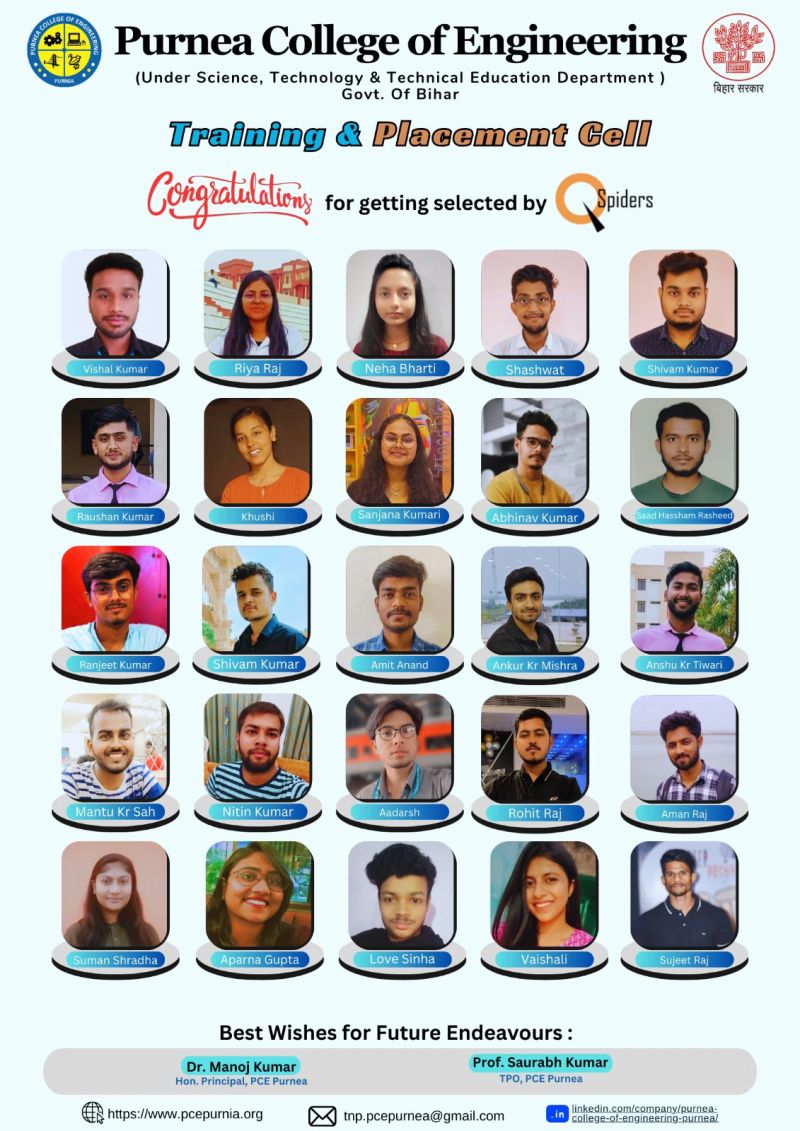 PURNEA COLLEGE OF ENGINEERING
PURNEA
Purnea College of Engineering
(Under Science, Technology & Technical Education Department )
Govt. Of Bihar
बिहार सरकार
Training & Placement Cell
Congratulations for getting selected by QSpiders
Vishal Kumar
Riya Raj
Neha Bharti
Shashwat
Shivam Kumar
Raushan Kumar
Khushi
Sanjana Kumari
Abhinav Kumar
Saad Hassham Rasheed
Ranjeet Kumar
Shivam Kumar
Amit Anand
Ankur Kr Mishra
Anshu Kr Tiwari
Mantu Kr Sah
Nitin Kumar
Aadarsh
Rohit Raj
Aman Raj
Suman Shradha
Aparna Gupta
Love Sinha
Vaishali
Sujeet Raj
Best Wishes for Future Endeavours :
Dr. Manoj Kumar
Hon. Principal, PCE Purnea
Prof. Saurabh Kumar
TPO, PCE Purnea
https://www.pcepurnia.org
tnp.pcepurnea@gmail.com
.in
linkedin.com/company/purnea-
college-of-engineering-purnea/